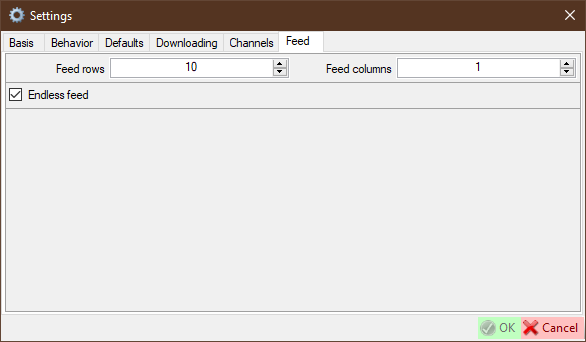 Settings
Basis Behavior Defaults Downloading Channels Feed
Feed rows 10 Feed columns 1
Endless feed
OK Cancel